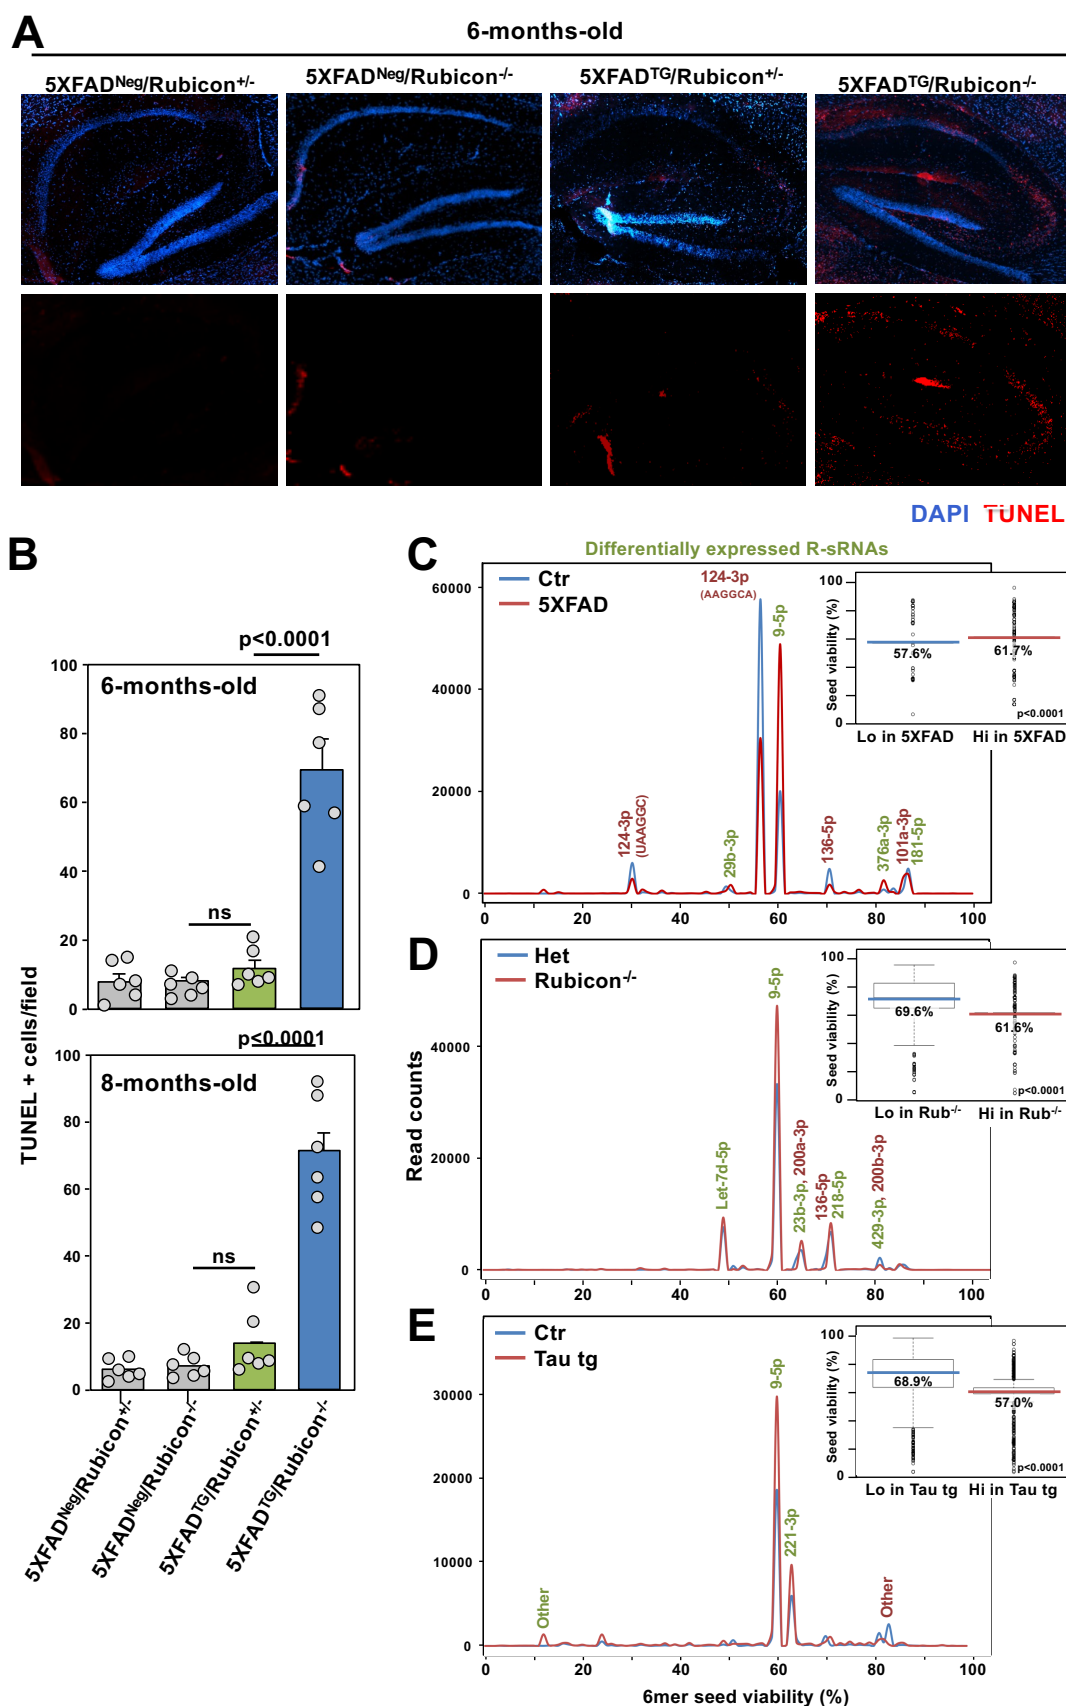 A
6-months-old
5XFADNeg/Rubicon+/-
5XFADNeg/Rubicon-/-
5XFADTG/Rubicon+/-
5XFADTG/Rubicon-/-
DAPI TUNEL
B
TUNEL + cells/field
p<0.0001
6-months-old
ns
100
80
60
40
20
0
p<0.0001
8-months-old
ns
100
80
60
40
20
0
5XFADNeg/Rubicon+/-
5XFADNeg/Rubicon-/-
5XFADTG/Rubicon+/-
5XFADTG/Rubicon-/-
C
Differentially expressed R-sRNAs
Ctr
5XFAD
60000
40000
20000
0
124-3p
(UAAGGC)
29b-3p
124-3p
(AAGGCA)
9-5p
136-5p
376a-3p
101a-3p
181-5p
0 20 40 60 80 100
Seed viability (%)
100
0
57.6%
61.7%
p<0.0001
Lo in 5XFAD Hi in 5XFAD
D
Het
Rubicon-/-
Read counts
40000
20000
0
Let-7d-5p
9-5p
23b-3p, 200a-3p
136-5p
218-5p
429-3p, 200b-3p
0 20 40 60 80 100
Seed viability (%)
100
0
69.6%
61.6%
p<0.0001
Lo in Rub-/- Hi in Rub-/-
E
Ctr
Tau tg
30000
20000
10000
0
Other
9-5p
221-3p
Other
0 20 40 60 80 100
6mer seed viability (%)
Seed viability (%)
100
0
68.9%
57.0%
p<0.0001
Lo in Tau tg Hi in Tau tg